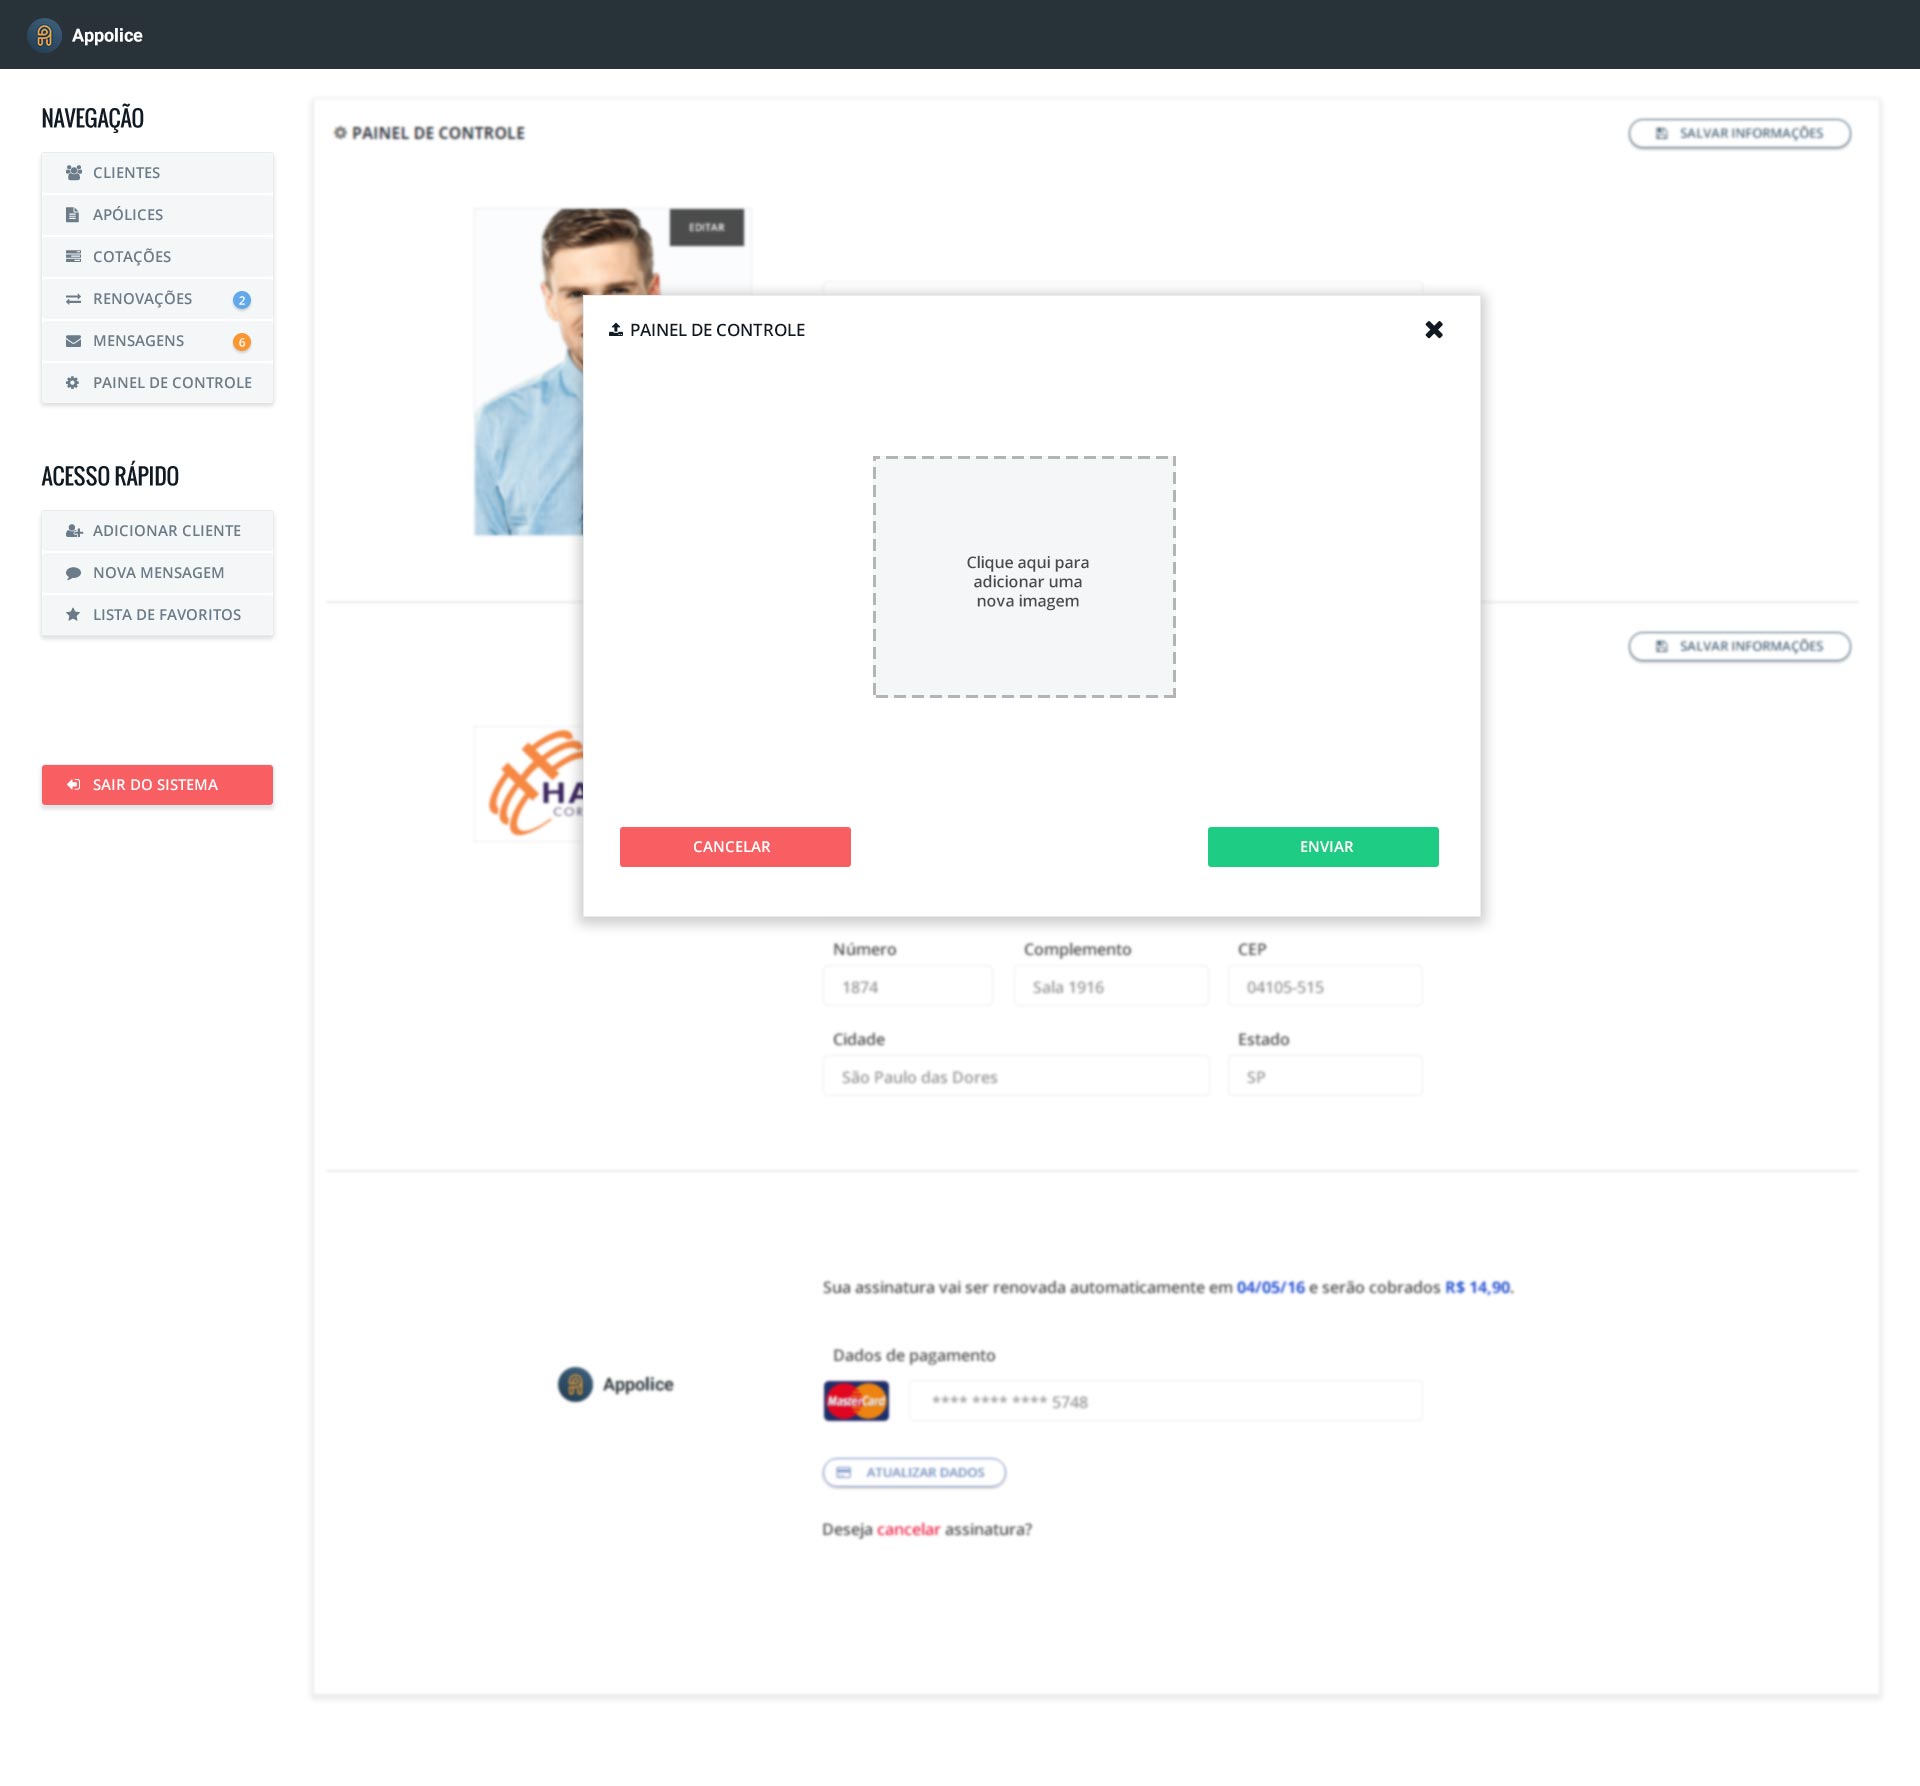 Appolice
NAVEGAÇÃO
CLIENTES
APÓLICES
COTAÇÕES
RENOVAÇÕES 2
MENSAGENS 6
PAINEL DE CONTROLE
ACESSO RÁPIDO
ADICIONAR CLIENTE
NOVA MENSAGEM
LISTA DE FAVORITOS
SAIR DO SISTEMA
PAINEL DE CONTROLE
SALVAR INFORMAÇÕES
EDITAR
PAINEL DE CONTROLE
Clique aqui para
adicionar uma
nova imagem
CANCELAR
ENVIAR
SALVAR INFORMAÇÕES
Número Complemento CEP
1874 Sala 1916 04105-515
Cidade Estado
São Paulo das Dores SP
Sua assinatura vai ser renovada automaticamente em 04/05/16 e serão cobrados R$ 14,90.
Dados de pagamento
Appolice
MasterCard
**** **** **** 5748
ATUALIZAR DADOS
Deseja cancelar assinatura?